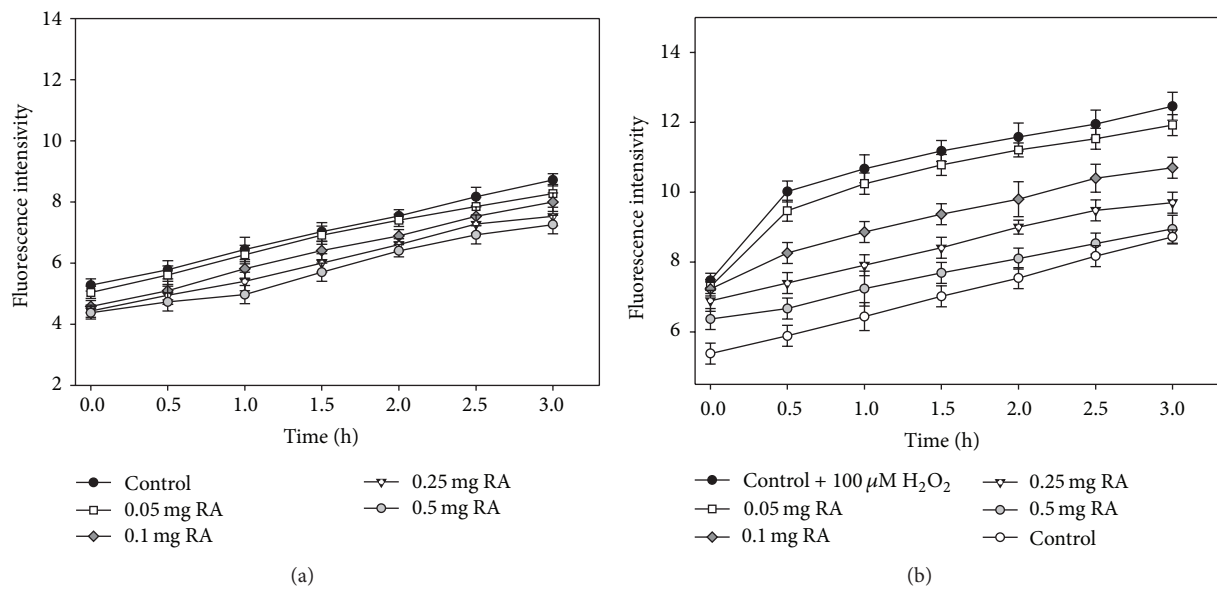 14
12
10
8
6
4
2
Fluorescence intensivity
0.0 0.5 1.0 1.5 2.0 2.5 3.0
Time (h)
Control
0.05 mg RA
0.1 mg RA
0.25 mg RA
0.5 mg RA
(a)
14
12
10
8
6
Fluorescence intensivity
0.0 0.5 1.0 1.5 2.0 2.5 3.0
Time (h)
Control + 100 μM H₂O₂
0.05 mg RA
0.1 mg RA
0.25 mg RA
0.5 mg RA
Control
(b)